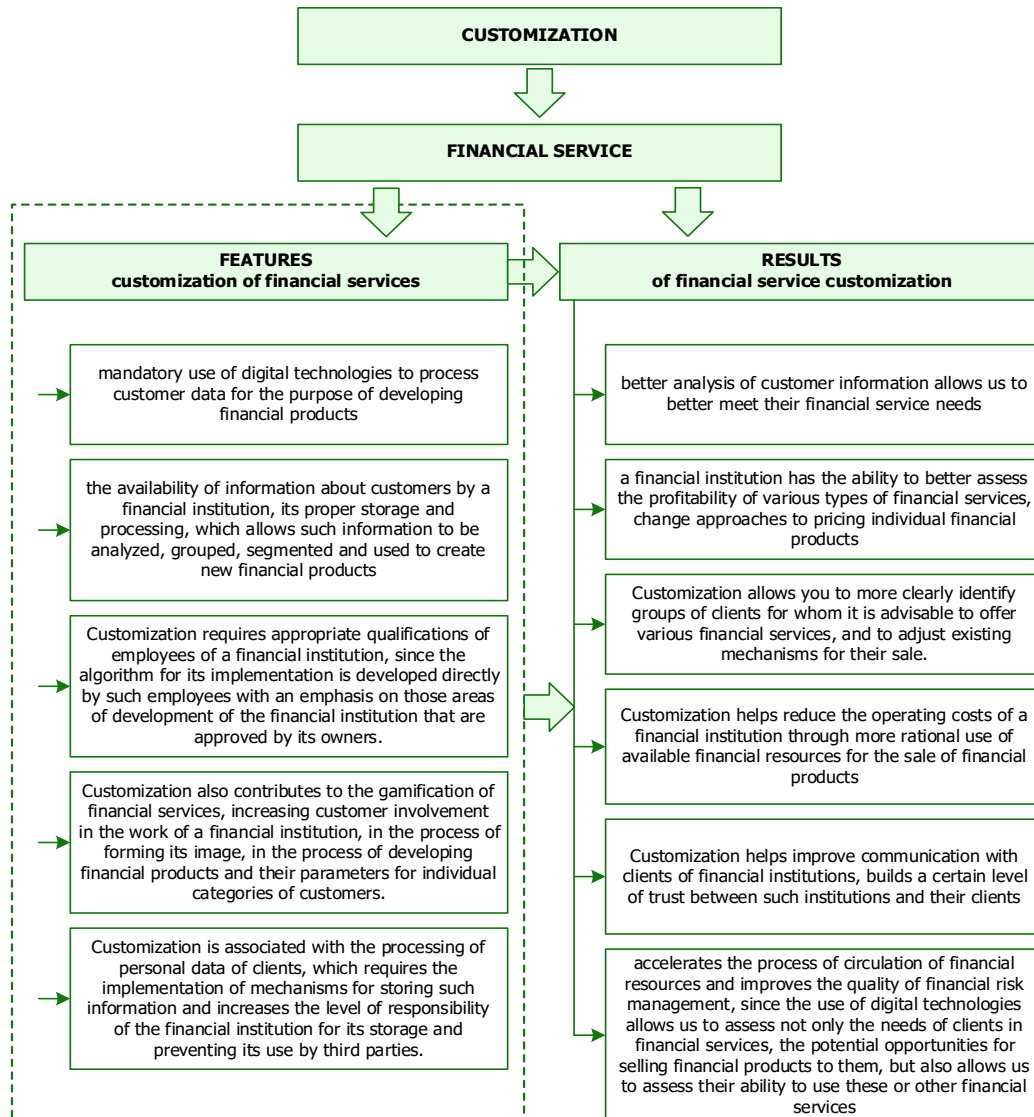 CUSTOMIZATION
FINANCIAL SERVICE
FEATURES
customization of financial services
mandatory use of digital technologies to process
customer data for the purpose of developing
financial products
the availability of information about customers by a
financial institution, its proper storage and
processing, which allows such information to be
analyzed, grouped, segmented and used to create
new financial products
Customization requires appropriate qualifications of
employees of a financial institution, since the
algorithm for its implementation is developed directly
by such employees with an emphasis on those areas
of development of the financial institution that are
approved by its owners.
Customization also contributes to the gamification of
financial services, increasing customer involvement
in the work of a financial institution, in the process of
forming its image, in the process of developing
financial products and their parameters for individual
categories of customers.
Customization is associated with the processing of
personal data of clients, which requires the
implementation of mechanisms for storing such
information and increases the level of responsibility
of the financial institution for its storage and
preventing its use by third parties.
RESULTS
of financial service customization
better analysis of customer information allows us to
better meet their financial service needs
a financial institution has the ability to better assess
the profitability of various types of financial services,
change approaches to pricing individual financial
products
Customization allows you to more clearly identify
groups of clients for whom it is advisable to offer
various financial services, and to adjust existing
mechanisms for their sale.
Customization helps reduce the operating costs of a
financial institution through more rational use of
available financial resources for the sale of financial
products
Customization helps improve communication with
clients of financial institutions, builds a certain level
of trust between such institutions and their clients
accelerates the process of circulation of financial
resources and improves the quality of financial risk
management, since the use of digital technologies
allows us to assess not only the needs of clients in
financial services, the potential opportunities for
selling financial products to them, but also allows us
to assess their ability to use these or other financial
services